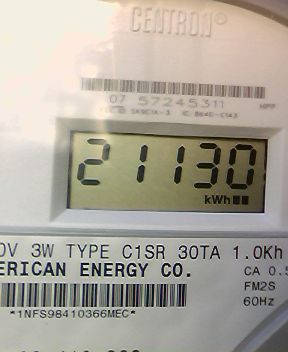 CENTRON®
07 57245311
21130
kWh
0V 3W TYPE C1SR 30TA 1.0Kh
ERICAN ENERGY CO.
CA 0.5
FM2S
60Hz
*1NFS98410366MEC*